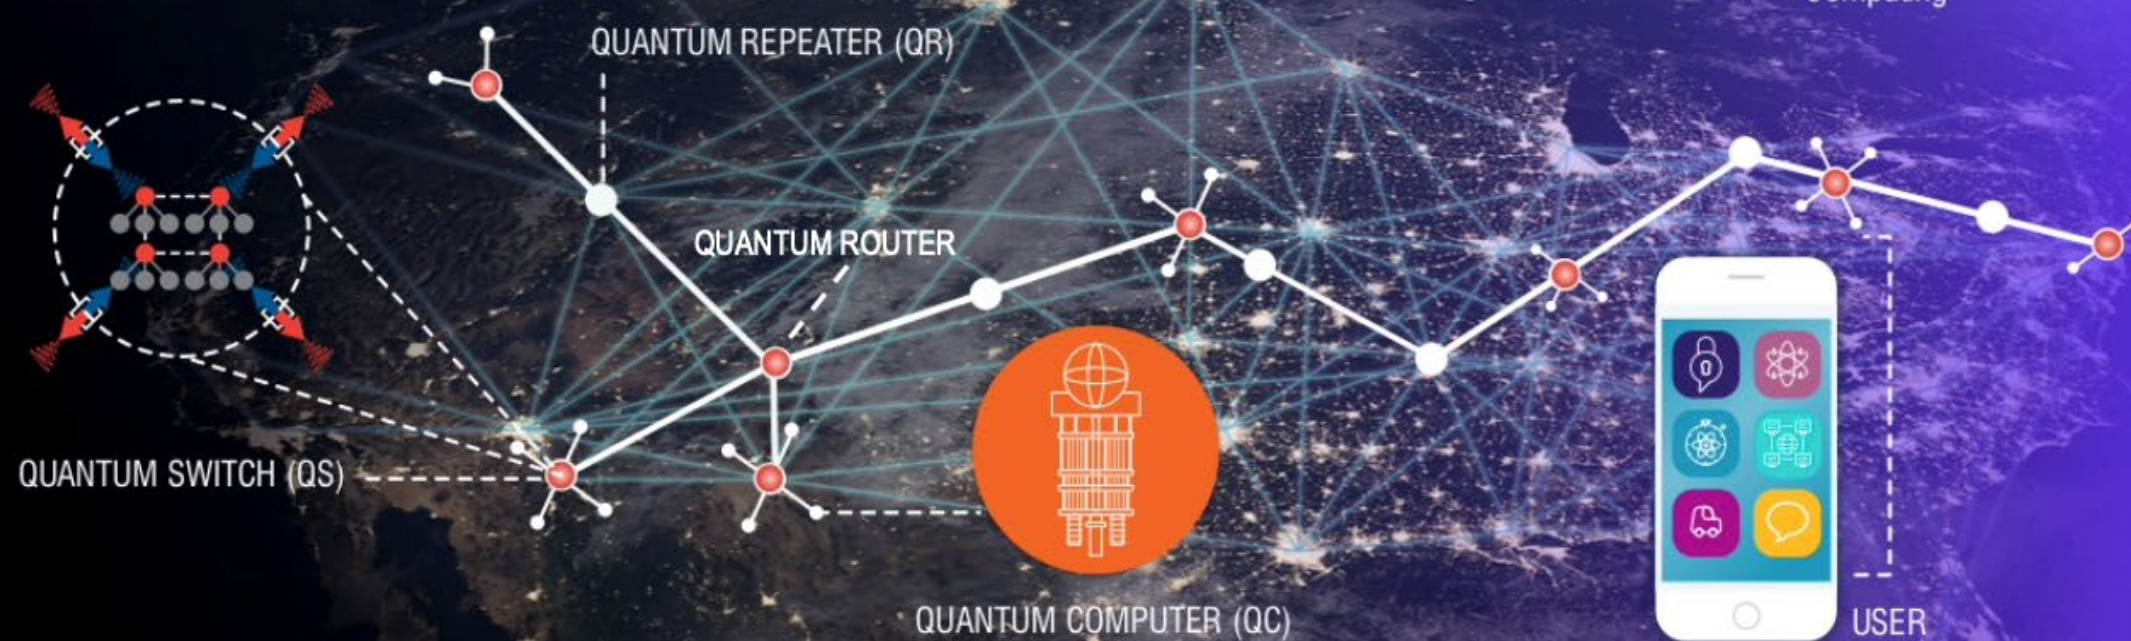 QUANTUM REPEATER (QR)
QUANTUM ROUTER
QUANTUM SWITCH (QS)
QUANTUM COMPUTER (QC)
USER